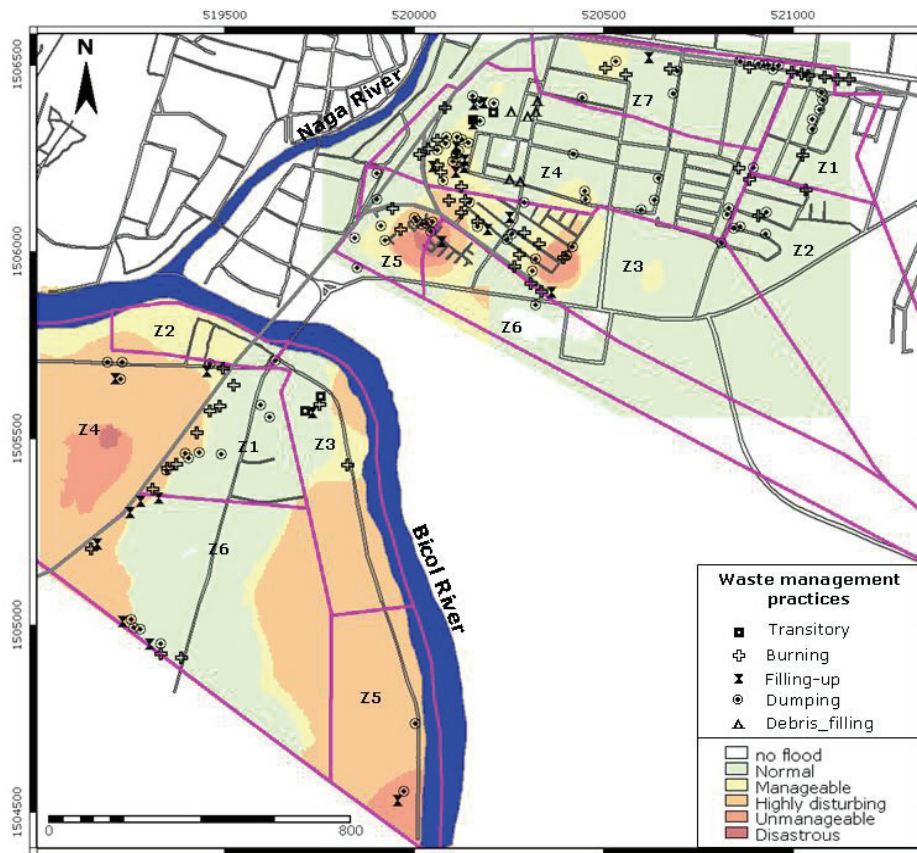 519500 520000 520500 521000
1506500
1506000
1505500
1505000
1504500
N
Naga River
Z7
Z1
Z4
Z2
Z5
Z3
Z6
Z2
Z4
Z1
Z3
Z6
Bicol River
Z5
0 800
Waste management
practices
Transitory
Burning
Filling-up
Dumping
Debris_filling
no flood
Normal
Manageable
Highly disturbing
Unmanageable
Disastrous